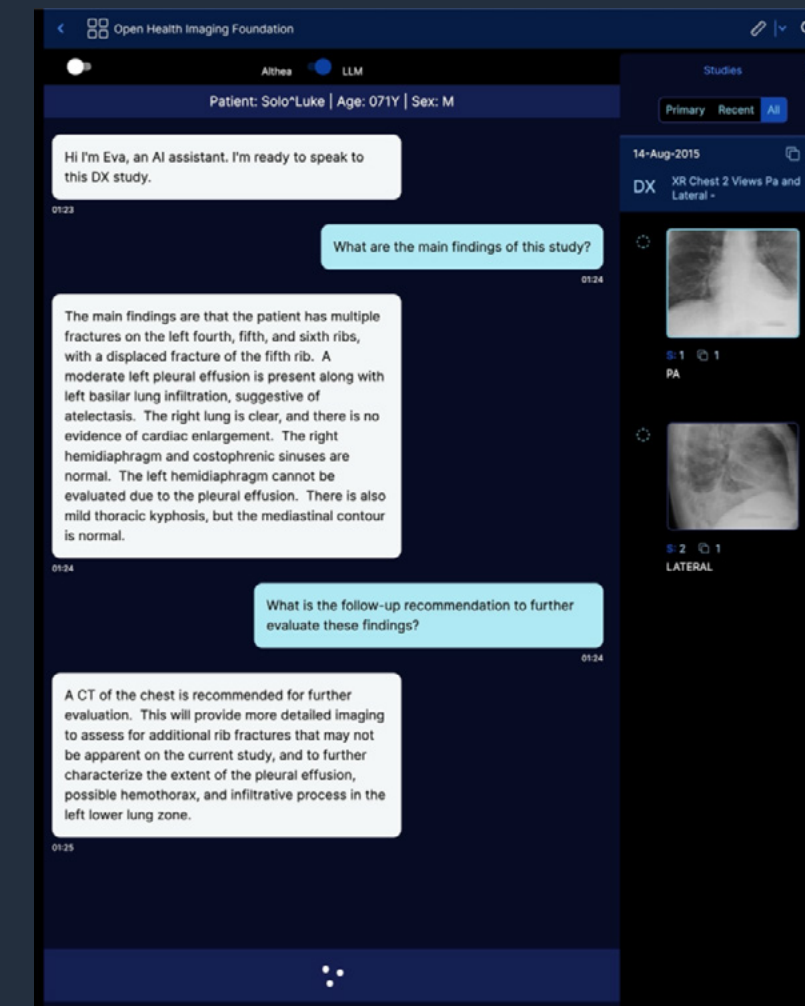 Open Health Imaging Foundation
Althea LLM
Patient: Solo^Luke | Age: 071Y | Sex: M
Hi I'm Eva, an AI assistant. I'm ready to speak to
this DX study.
01:23
What are the main findings of this study?
01:24
The main findings are that the patient has multiple
fractures on the left fourth, fifth, and sixth ribs,
with a displaced fracture of the fifth rib. A
moderate left pleural effusion is present along with
left basilar lung infiltration, suggestive of
atelectasis. The right lung is clear, and there is no
evidence of cardiac enlargement. The right
hemidiaphragm and costophrenic sinuses are
normal. The left hemidiaphragm cannot be
evaluated due to the pleural effusion. There is also
mild thoracic kyphosis, but the mediastinal contour
is normal.
01:24
What is the follow-up recommendation to further
evaluate these findings?
01:24
A CT of the chest is recommended for further
evaluation. This will provide more detailed imaging
to assess for additional rib fractures that may not
be apparent on the current study, and to further
characterize the extent of the pleural effusion,
possible hemothorax, and infiltrative process in the
left lower lung zone.
01:25
Studies
Primary Recent All
14-Aug-2015
DX XR Chest 2 Views Pa and
Lateral -
S: 1 1
PA
S: 2 1
LATERAL